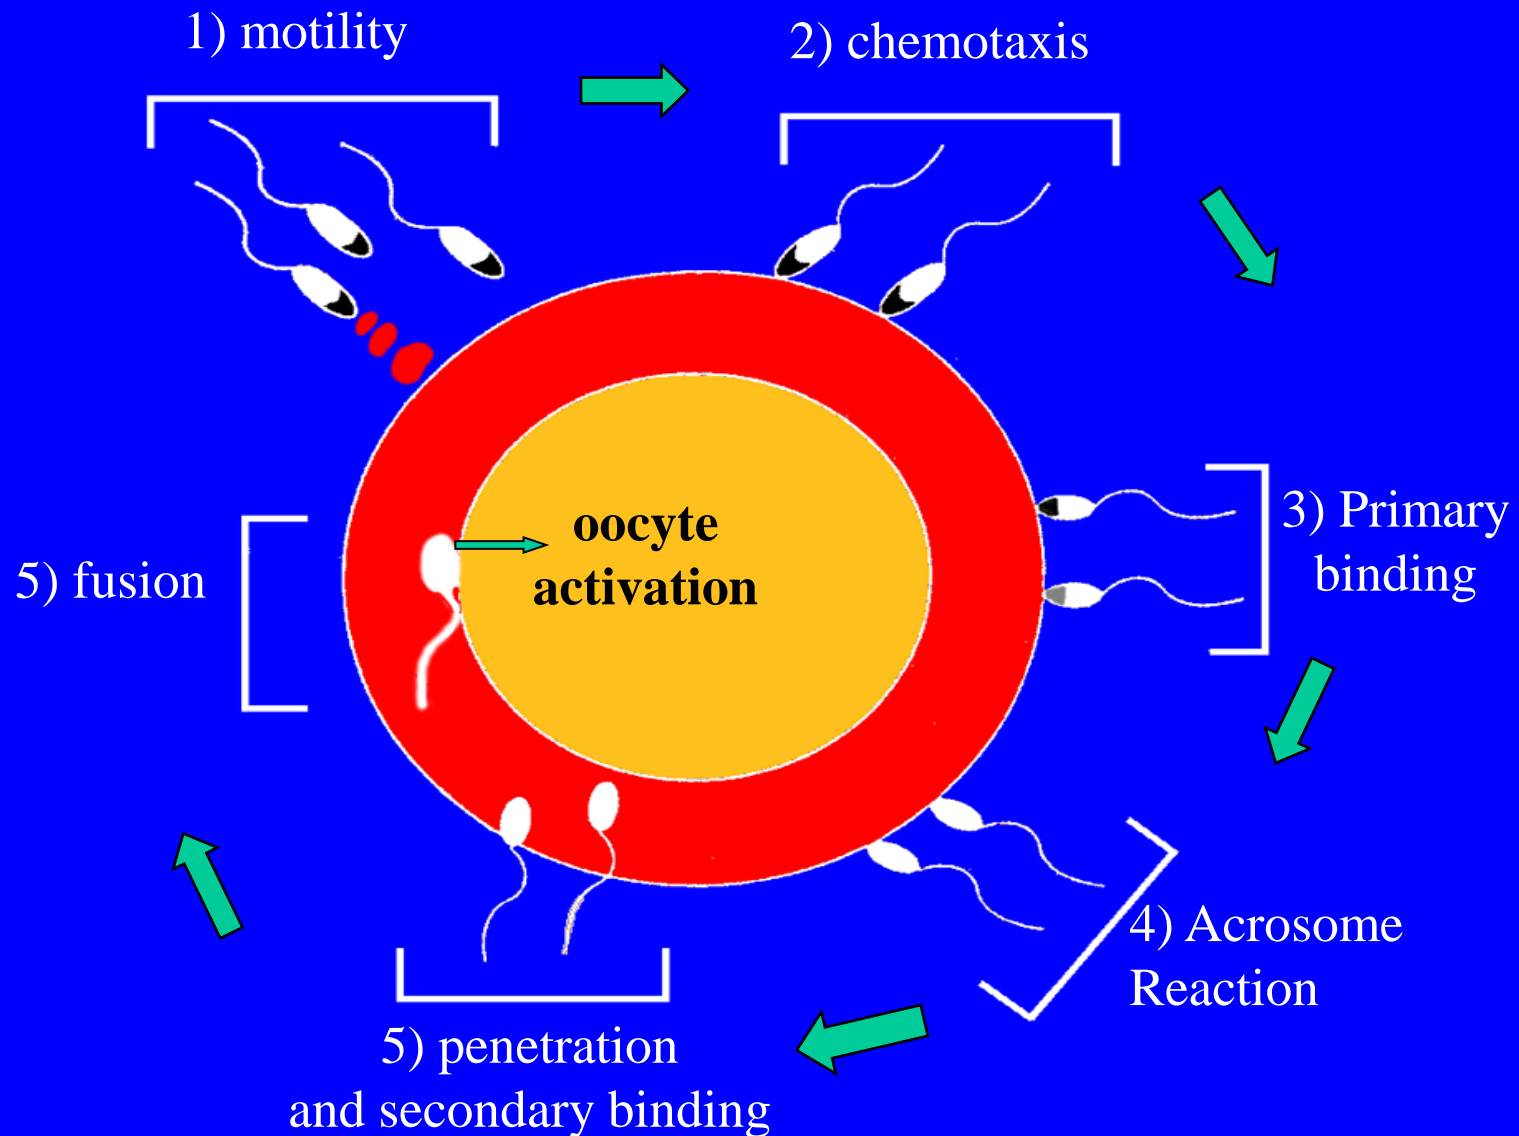 1) motility
2) chemotaxis
3) Primary
binding
4) Acrosome
Reaction
5) penetration
and secondary binding
5) fusion
oocyte
activation